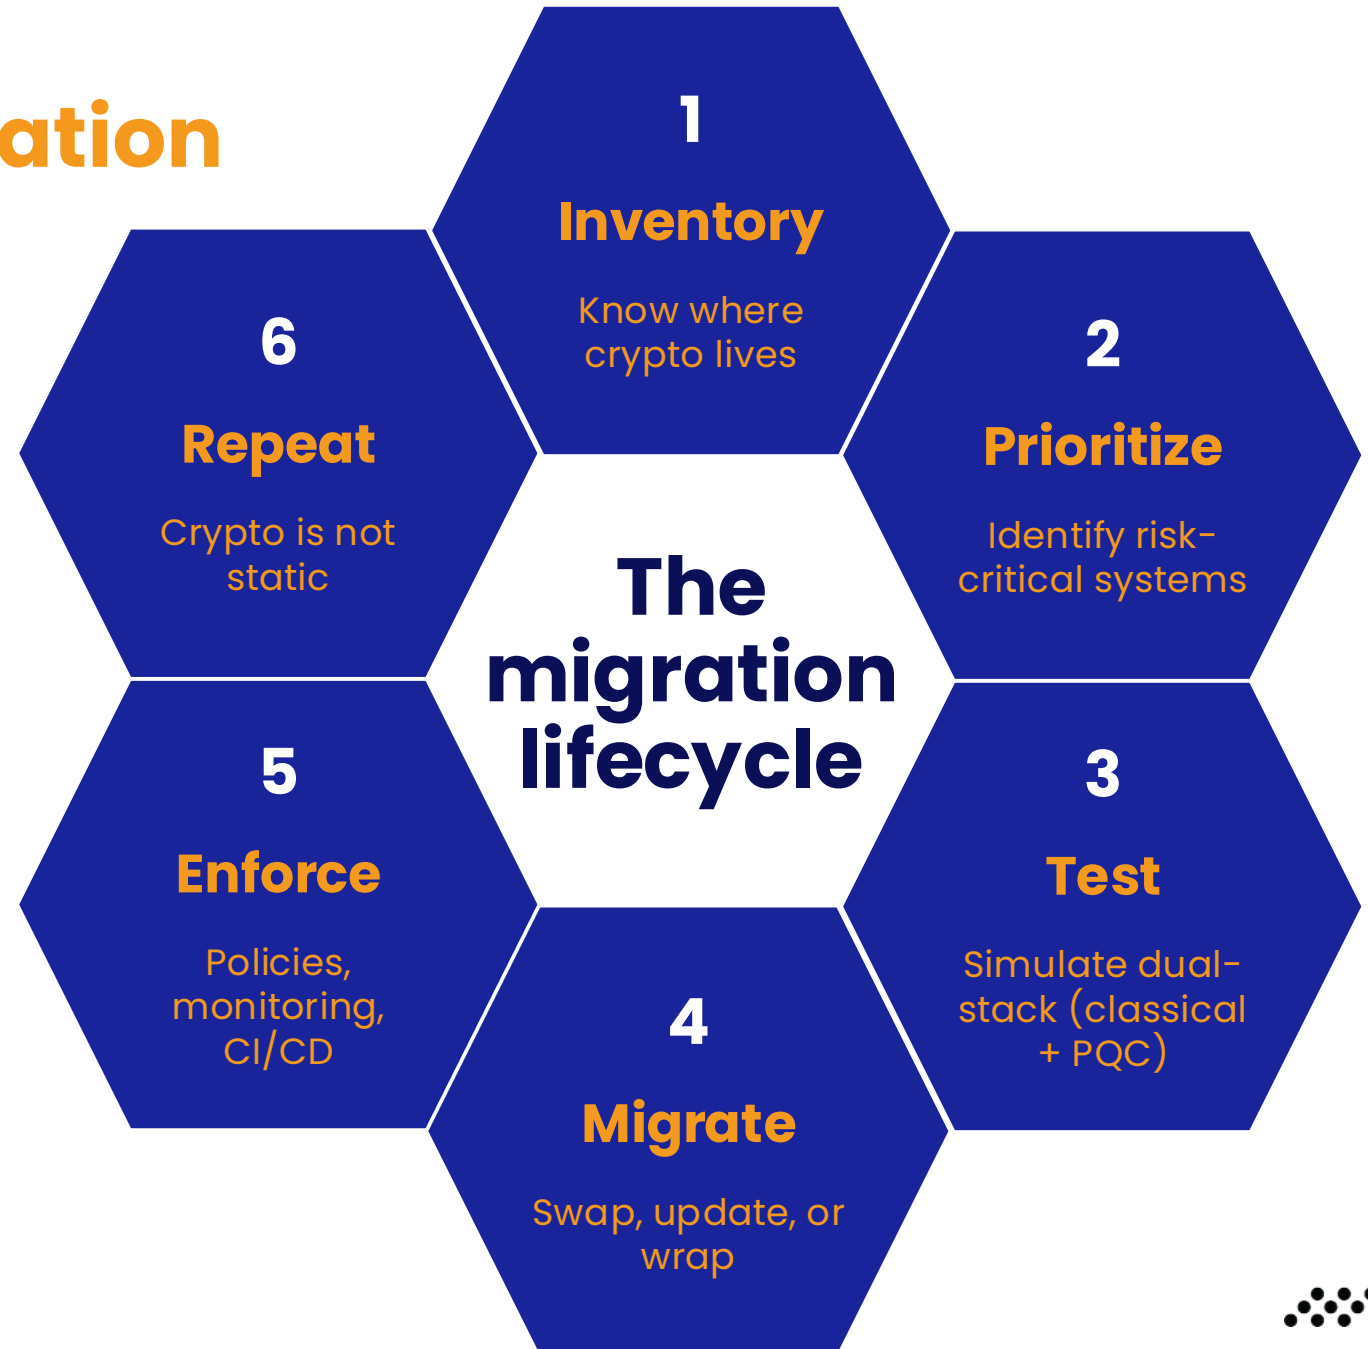 ation
1
Inventory
Know where
crypto lives
2
Prioritize
Identify risk-
critical systems
3
Test
Simulate dual-
stack (classical
+ PQC)
4
Migrate
Swap, update, or
wrap
5
Enforce
Policies,
monitoring,
CI/CD
6
Repeat
Crypto is not
static
The
migration
lifecycle